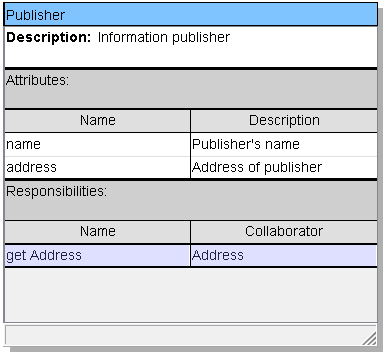 Publisher
Description: Information publisher
Attributes:
Name Description
name Publisher's name
address Address of publisher
Responsibilities:
Name Collaborator
get Address Address